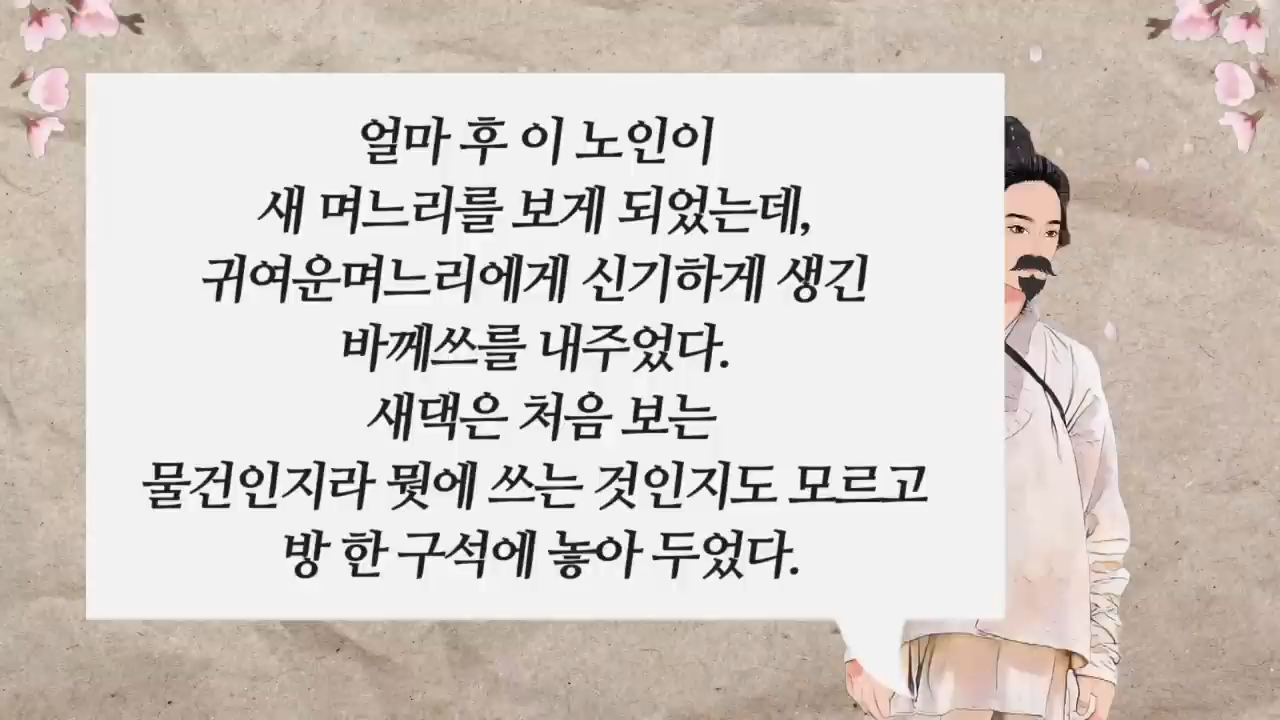 얼마 후 이 노인이
새 며느리를 보게 되었는데,
귀여운며느리에게 신기하게 생긴
바께쓰를 내주었다.
새댁은 처음 보는
물건인지라 뭣에 쓰는 것인지도 모르고
방 한 구석에 놓아 두었다.